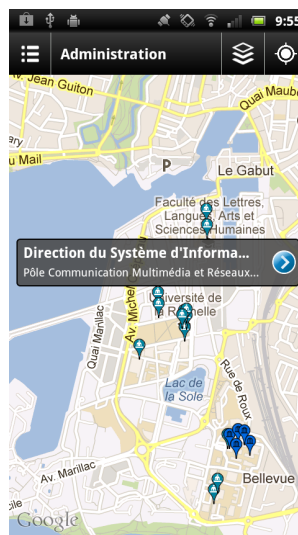 9:55
Administration
Jean Guiton
Quai Maub
Av.
u Mail
P
Le Gabut
Faculté des Lettres,
Langues, Arts et
Sciences Humaines
Direction du Système d'Informa...
Pôle Communication Multimédia et Réseaux...
Av. Michel
Université de
la Rochelle
Quai Marillac
Lac de
la Sole
Rue de Roux
Av. Marillac
Bellevue
Google